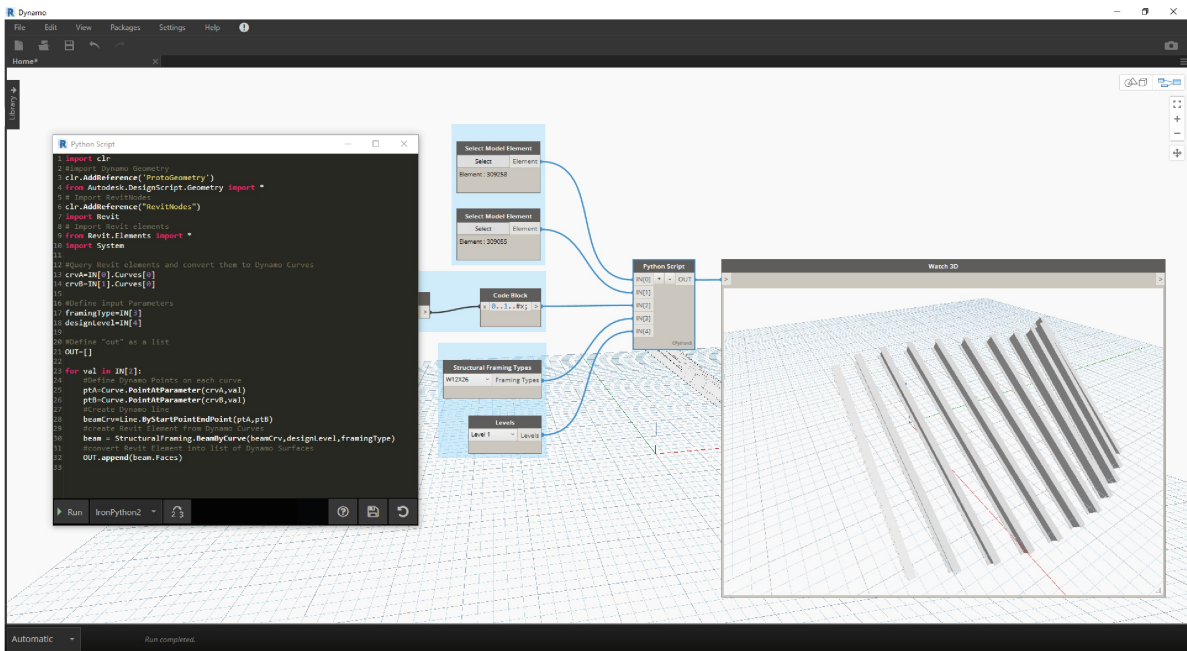 Dynamo
File Edit View Packages Settings Help
Home*
Library
Python Script
1 import clr
2 #import Dynamo Geometry
3 clr.AddReference('ProtoGeometry')
4 from Autodesk.DesignScript.Geometry import *
5 # Import RevitNodes
6 clr.AddReference("RevitNodes")
7 import Revit
8 # Import Revit elements
9 from Revit.Elements import *
10 import System
11
12 #Query Revit elements and convert them to Dynamo Curves
13 crvA=IN[0].Curves[0]
14 crvB=IN[1].Curves[0]
15
16 #Define input Parameters
17 framingType=IN[3]
18 designLevel=IN[4]
19
20 #Define "out" as a list
21 OUT=[]
22
23 for val in IN[2]:
24 #Define Dynamo Points on each curve
25 ptA=Curve.PointAtParameter(crvA,val)
26 ptB=Curve.PointAtParameter(crvB,val)
27 #Create Dynamo line
28 beamCrv=Line.ByStartPointEndPoint(ptA,ptB)
29 #create Revit Element from Dynamo Curves
30 beam = StructuralFraming.BeamByCurve(beamCrv,designLevel,framingType)
31 #convert Revit Element into list of Dynamo Surfaces
32 OUT.append(beam.Faces)
33
Run IronPython2
Select Model Element
Select Element
Element : 309258
Select Model Element
Select Element
Element : 309055
>
Code Block
> 0..1..#x; >
Structural Framing Types
W12X26 Framing Types
Levels
Level 1 Levels
Python Script
IN[0] + - OUT
IN[1]
IN[2]
IN[3]
IN[4]
Watch 3D
> >
Automatic Run completed.